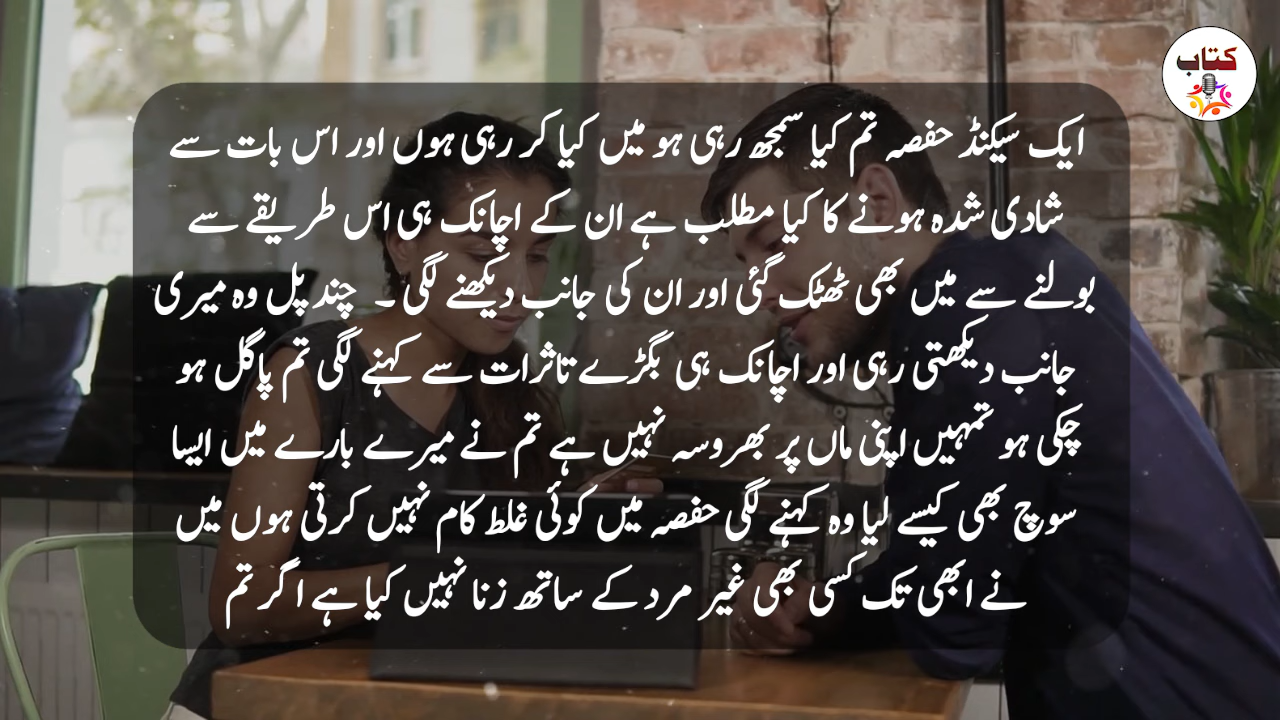 کتاب
ایک سیکنڈ حفصہ تم کیا سمجھ رہی ہو میں کیا کر رہی ہوں اور اس بات سے
شادی شدہ ہونے کا کیا مطلب ہے ان کے اچانک ہی اس طریقے سے
بولنے سے میں بھی ٹھٹک گئی اور ان کی جانب دیکھنے لگی ۔ چند پل وہ میری
جانب دیکھتی رہی اور اچانک ہی بگڑے تاثرات سے کہنے لگی تم پاگل ہو
چکی ہو تمہیں اپنی ماں پر بھروسہ نہیں ہے تم نے میرے بارے میں ایسا
سوچ بھی کیسے لیا وہ کہنے لگی حفصہ میں کوئی غلط کام نہیں کرتی ہوں میں
نے ابھی تک کسی بھی غیر مرد کے ساتھ زنا نہیں کیا ہے اگر تم